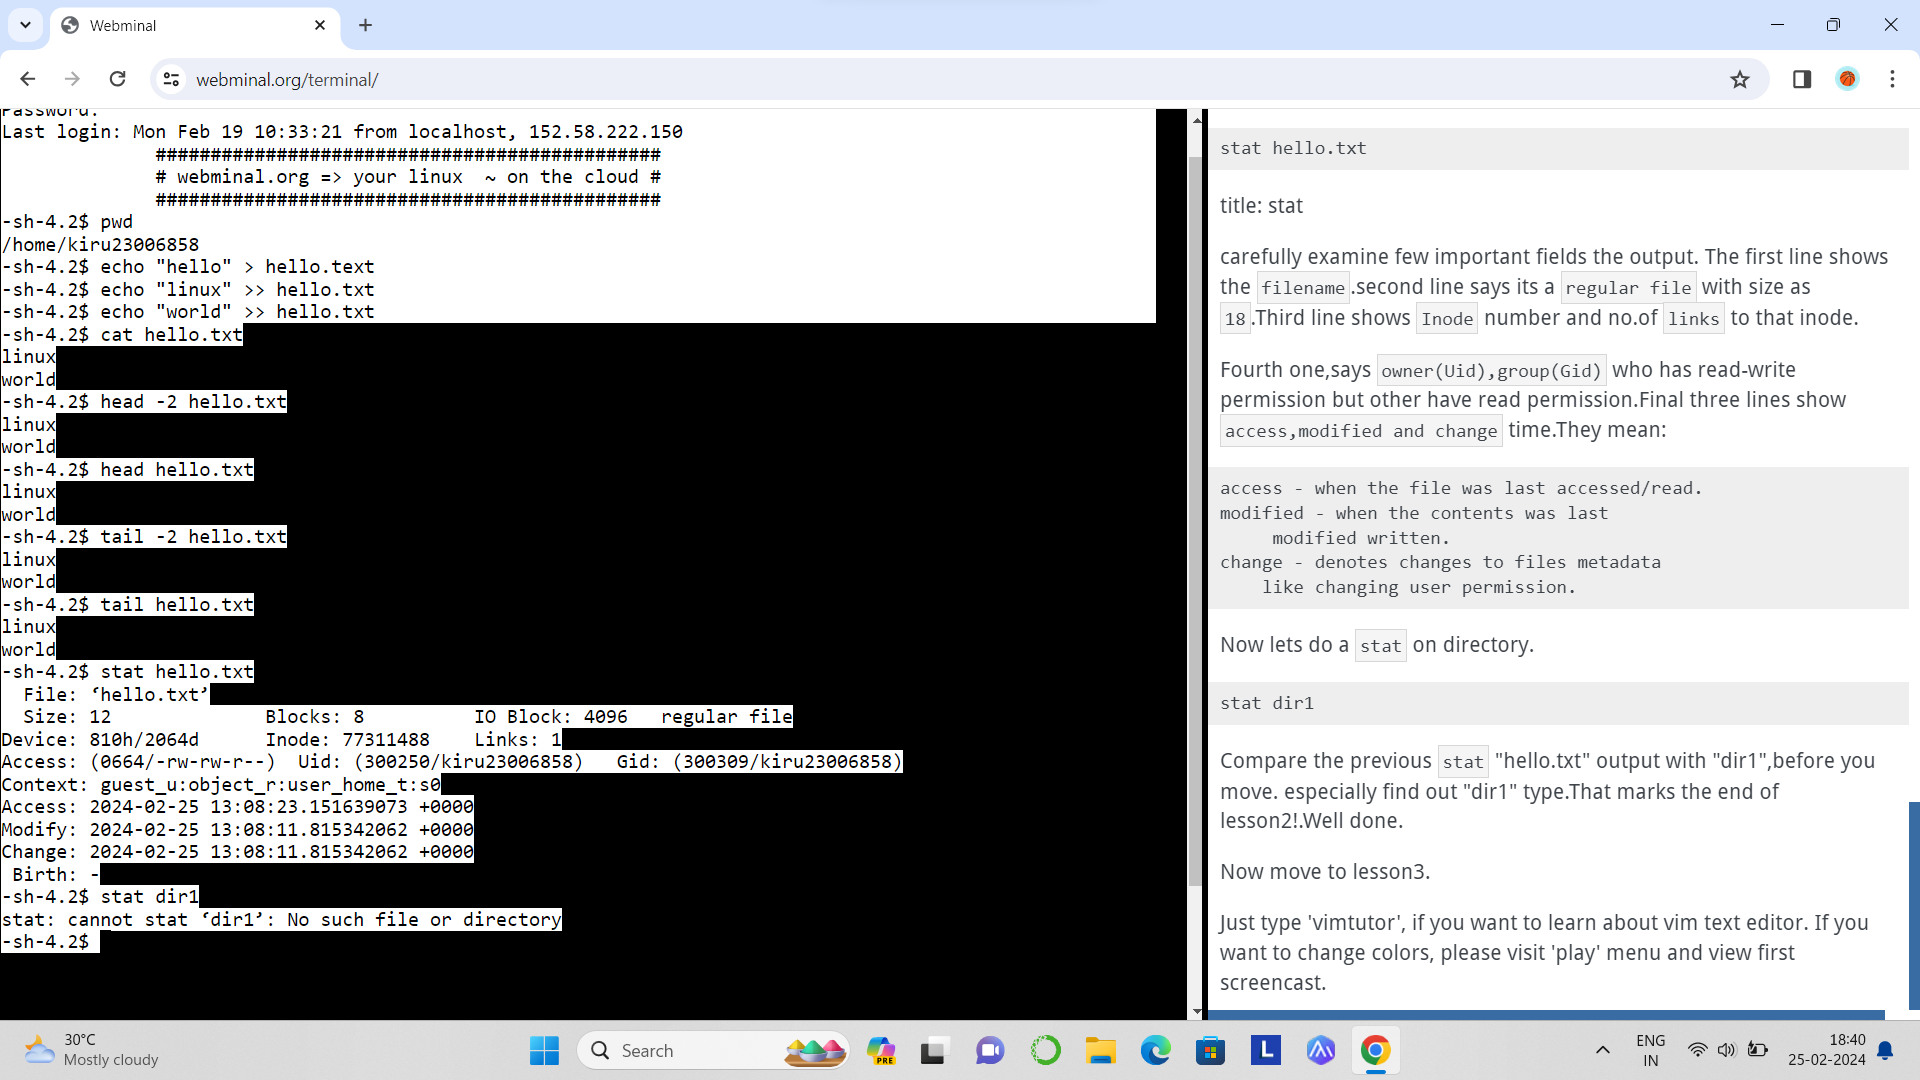 Webminal
webminal.org/terminal/
Password:
Last login: Mon Feb 19 10:33:21 from localhost, 152.58.222.150
##############################################
# webminal.org => your linux  ~ on the cloud #
##############################################
-sh-4.2$ pwd
/home/kiru23006858
-sh-4.2$ echo "hello" > hello.text
-sh-4.2$ echo "linux" >> hello.txt
-sh-4.2$ echo "world" >> hello.txt
-sh-4.2$ cat hello.txt
linux
world
-sh-4.2$ head -2 hello.txt
linux
world
-sh-4.2$ head hello.txt
linux
world
-sh-4.2$ tail -2 hello.txt
linux
world
-sh-4.2$ tail hello.txt
linux
world
-sh-4.2$ stat hello.txt
  File: ‘hello.txt’
  Size: 12              Blocks: 8          IO Block: 4096   regular file
Device: 810h/2064d      Inode: 77311488    Links: 1
Access: (0664/-rw-rw-r--)  Uid: (300250/kiru23006858)   Gid: (300309/kiru23006858)
Context: guest_u:object_r:user_home_t:s0
Access: 2024-02-25 13:08:23.151639073 +0000
Modify: 2024-02-25 13:08:11.815342062 +0000
Change: 2024-02-25 13:08:11.815342062 +0000
 Birth: -
-sh-4.2$ stat dir1
stat: cannot stat ‘dir1’: No such file or directory
-sh-4.2$
stat hello.txt
title: stat
carefully examine few important fields the output. The first line shows
the filename.second line says its a regular file with size as
18.Third line shows Inode number and no.of links to that inode.
Fourth one,says owner(Uid),group(Gid) who has read-write
permission but other have read permission.Final three lines show
access,modified and change time.They mean:
access - when the file was last accessed/read.
modified - when the contents was last
modified written.
change - denotes changes to files metadata
like changing user permission.
Now lets do a stat on directory.
stat dir1
Compare the previous stat "hello.txt" output with "dir1",before you
move. especially find out "dir1" type.That marks the end of
lesson2!.Well done.
Now move to lesson3.
Just type 'vimtutor', if you want to learn about vim text editor. If you
want to change colors, please visit 'play' menu and view first
screencast.
30°C
Mostly cloudy
Search
PRE
L
ENG
IN
18:40
25-02-2024